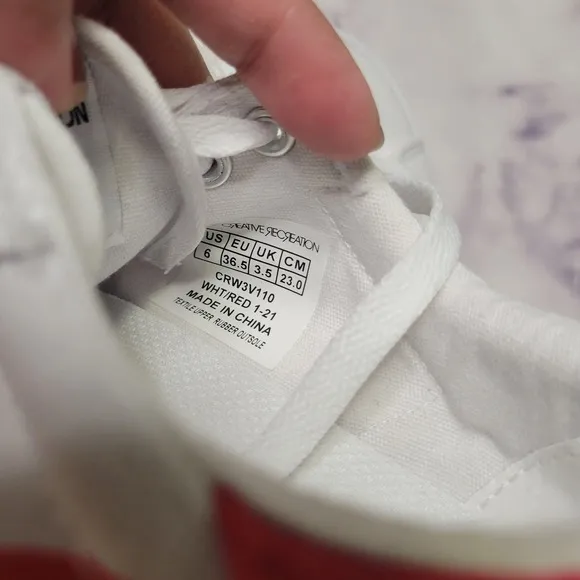 ON
CREATIVE RECREATION
US EU UK CM
6 36.5 3.5 23.0
CRW3V110
WHT/RED 1-21
MADE IN CHINA
TEXTILE UPPER RUBBER OUTSOLE